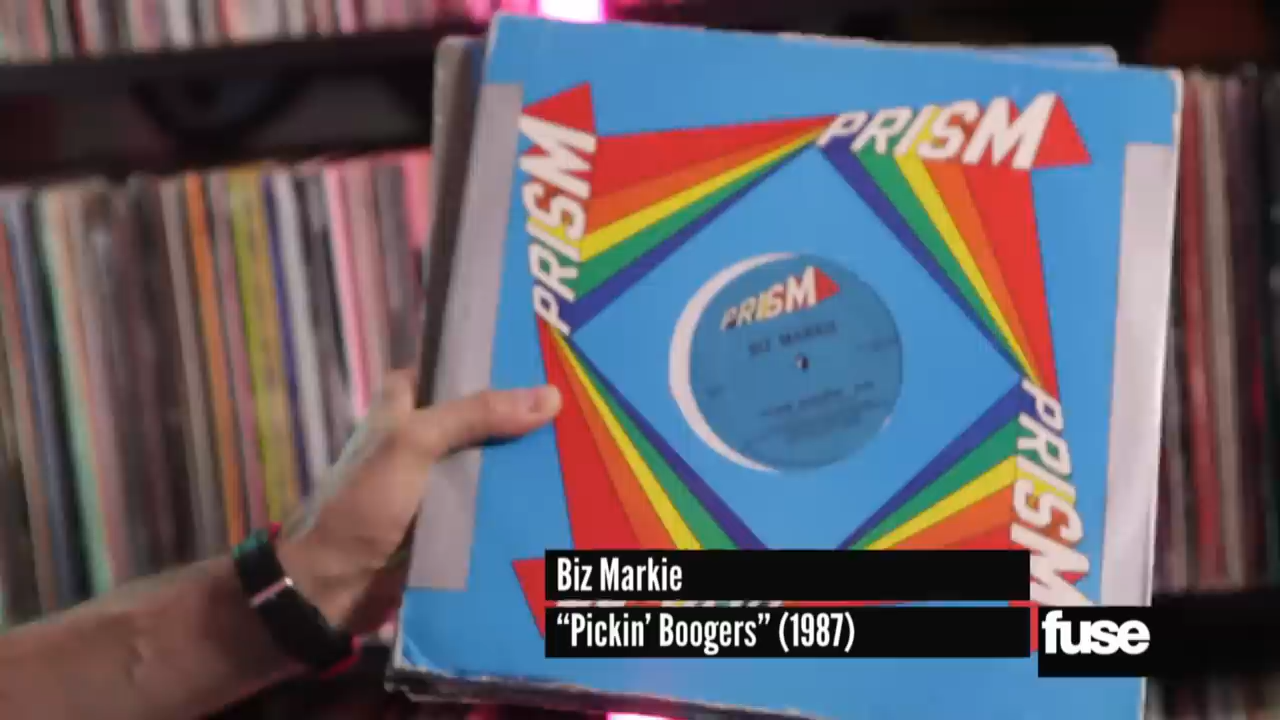 PRISM
PRISM
PRISM
BIZ MARKIE
PRISM
Biz Markie
“Pickin’ Boogers” (1987)
fuse